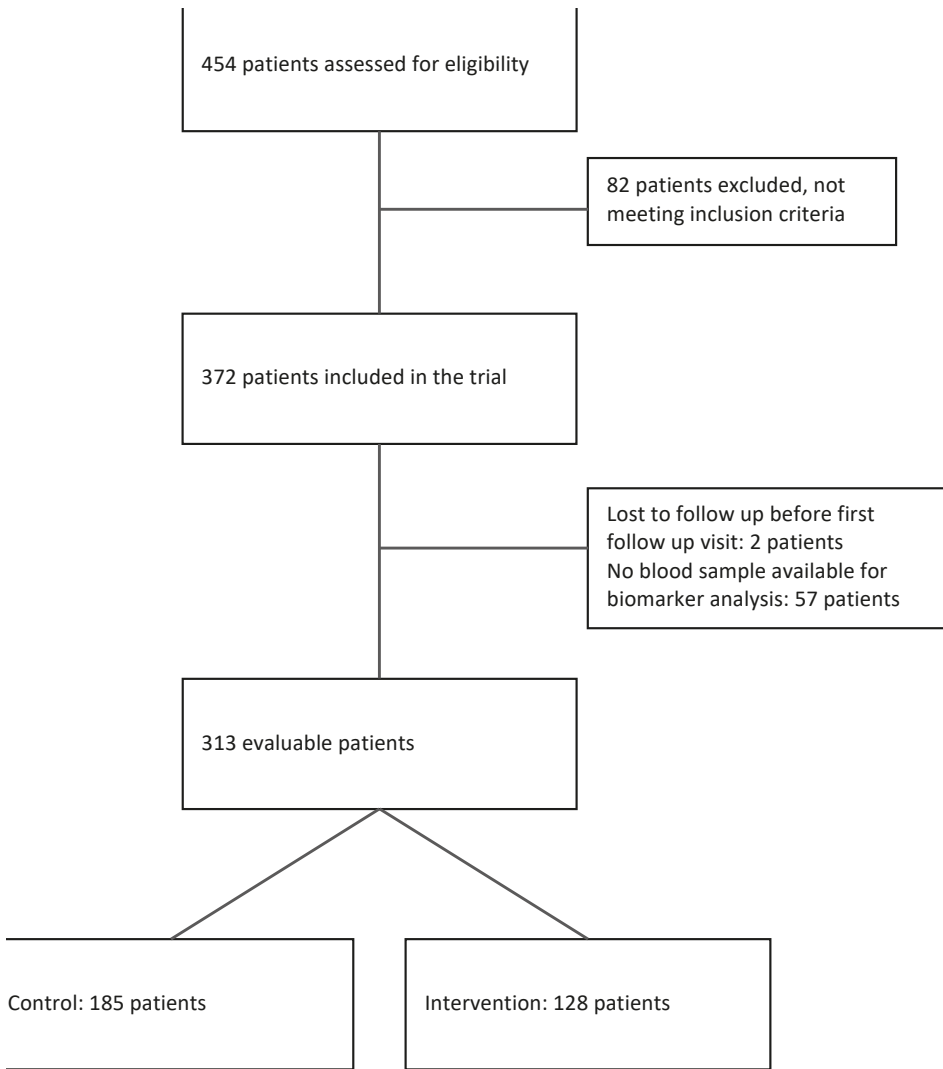 454 patients assessed for eligibility
82 patients excluded, not
meeting inclusion criteria
372 patients included in the trial
Lost to follow up before first
follow up visit: 2 patients
No blood sample available for
biomarker analysis: 57 patients
313 evaluable patients
Control: 185 patients
Intervention: 128 patients